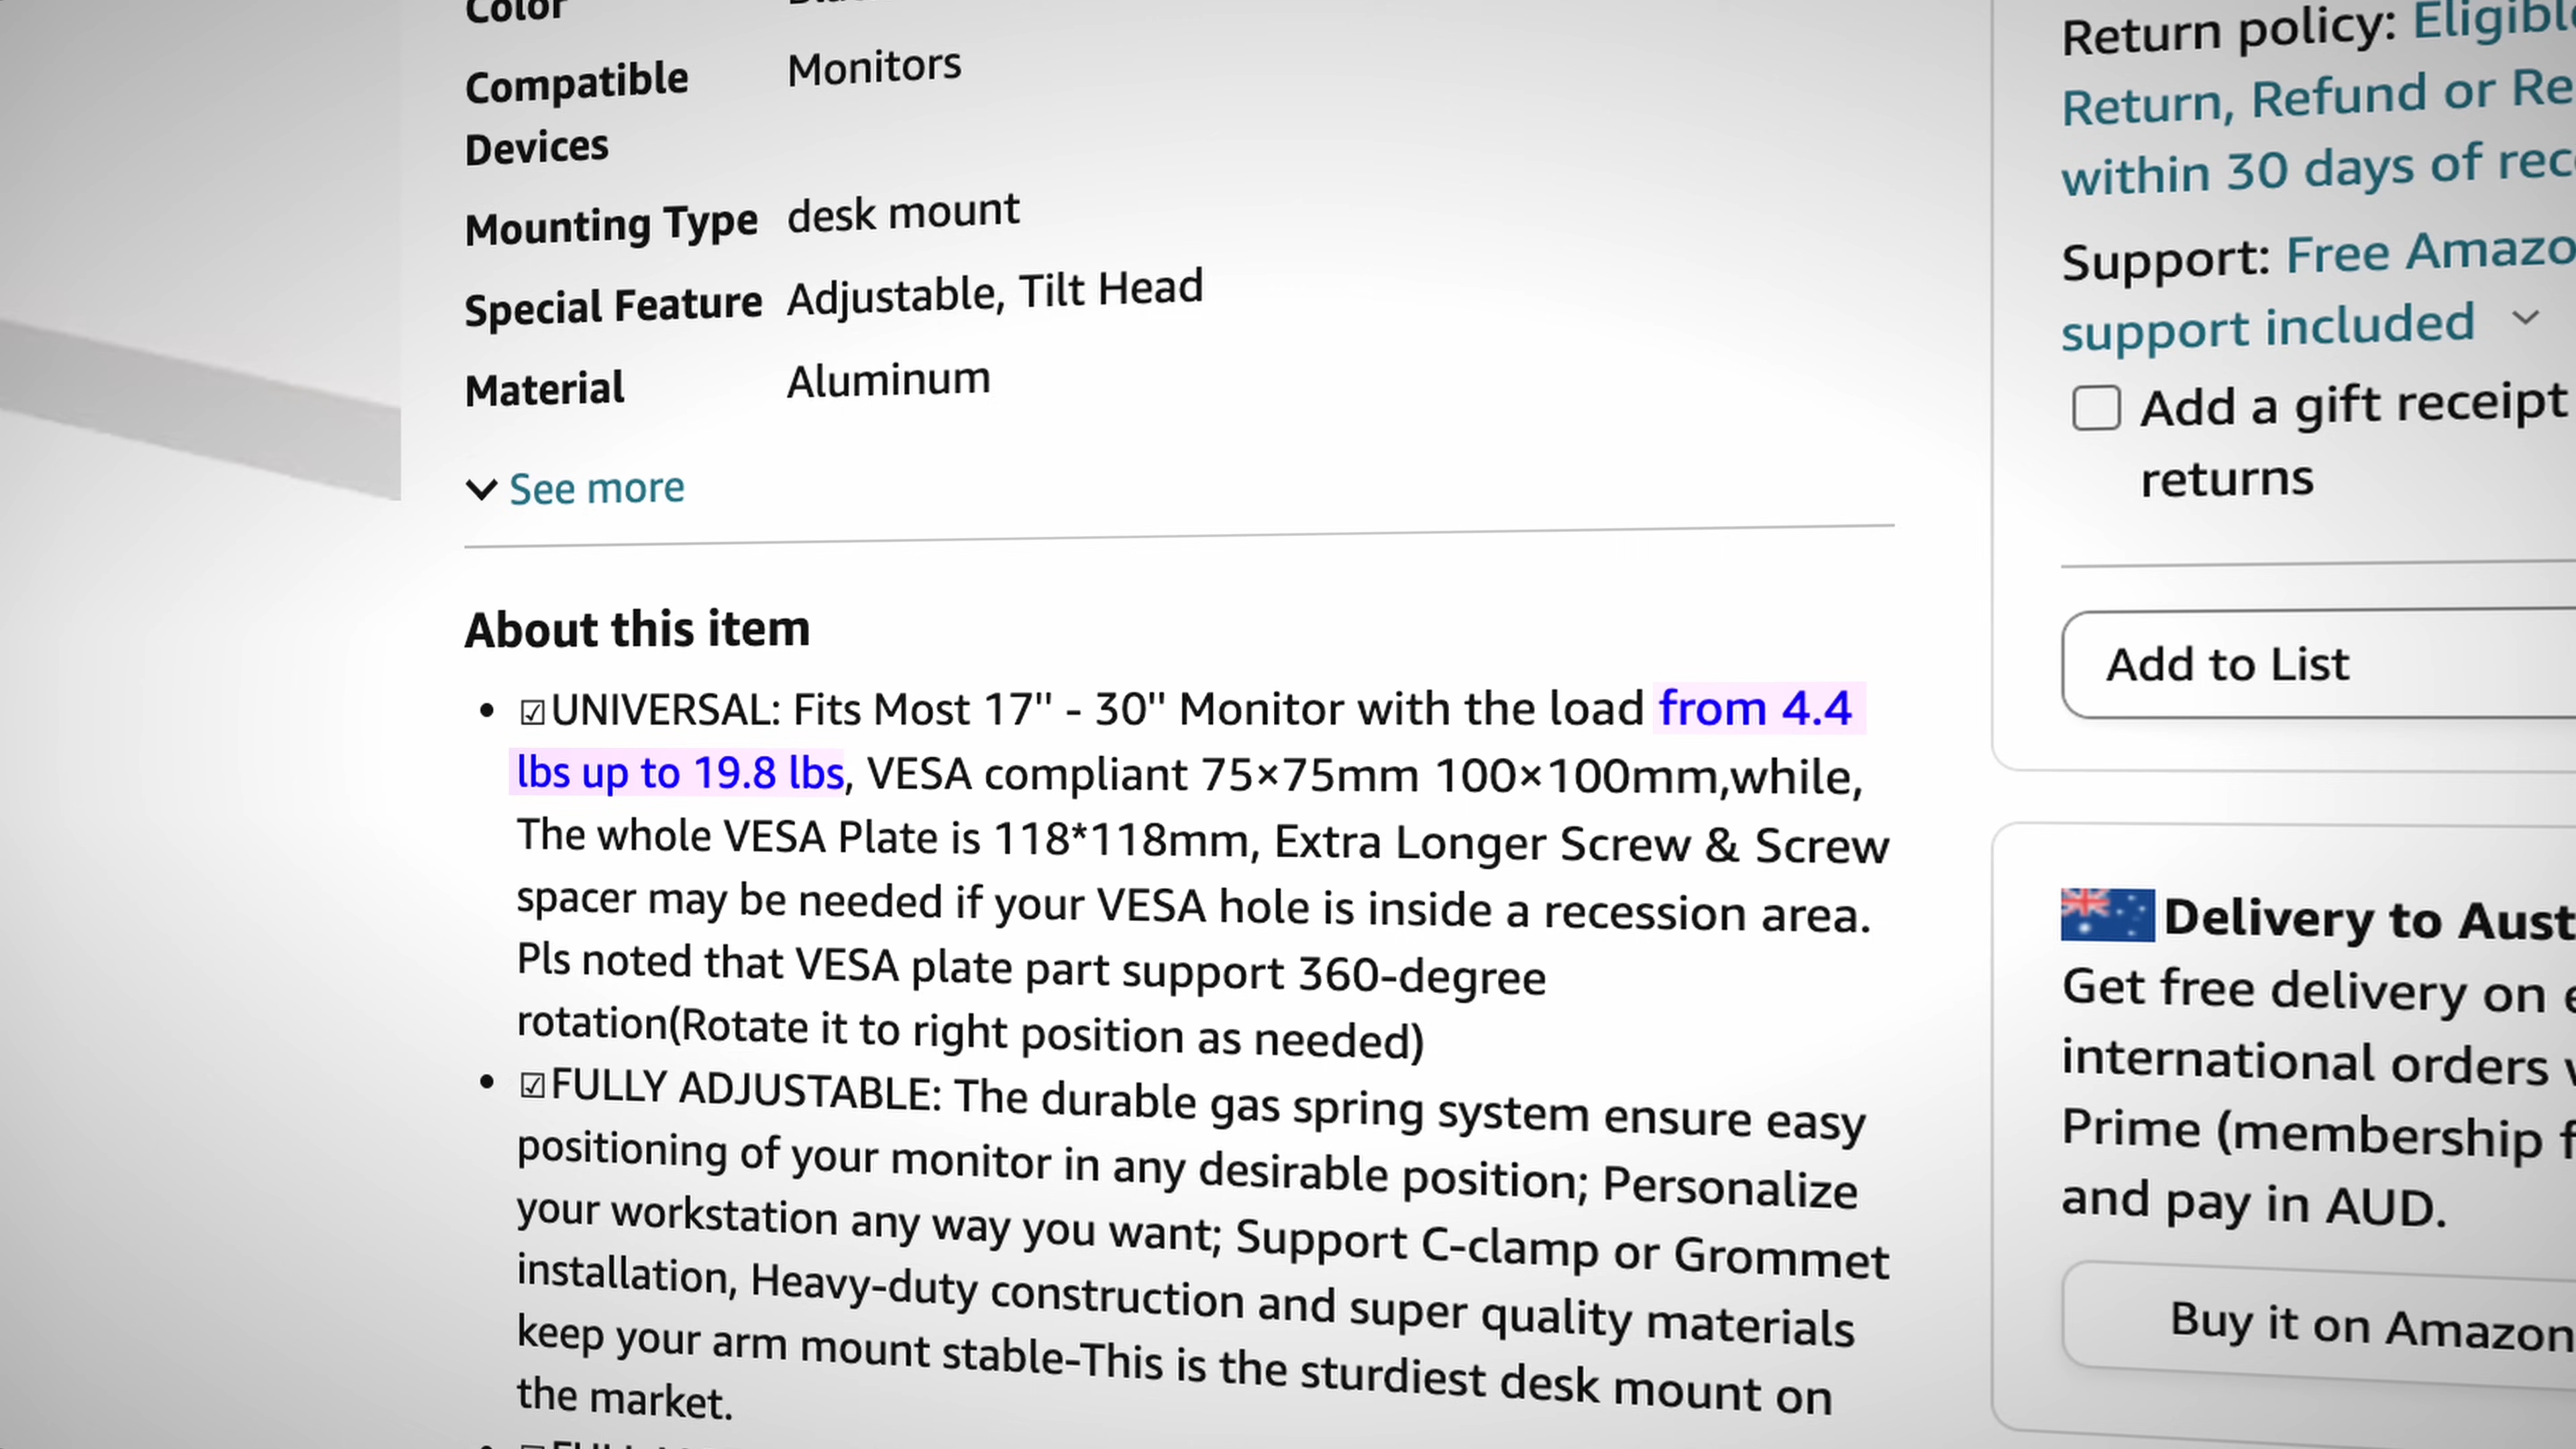 Color
Compatible Monitors
Devices
Mounting Type desk mount
Special Feature Adjustable, Tilt Head
Material Aluminum
See more
About this item
• ☑UNIVERSAL: Fits Most 17" - 30" Monitor with the load from 4.4
lbs up to 19.8 lbs, VESA compliant 75×75mm 100×100mm,while,
The whole VESA Plate is 118*118mm, Extra Longer Screw & Screw
spacer may be needed if your VESA hole is inside a recession area.
Pls noted that VESA plate part support 360-degree
rotation(Rotate it to right position as needed)
• ☑FULLY ADJUSTABLE: The durable gas spring system ensure easy
positioning of your monitor in any desirable position; Personalize
your workstation any way you want; Support C-clamp or Grommet
installation, Heavy-duty construction and super quality materials
keep your arm mount stable-This is the sturdiest desk mount on
the market.
Return policy: Eligible
Return, Refund or Re
within 30 days of rec
Support: Free Amazo
support included
Add a gift receipt
returns
Add to List
Delivery to Aust
Get free delivery on e
international orders
Prime (membership f
and pay in AUD.
Buy it on Amazon